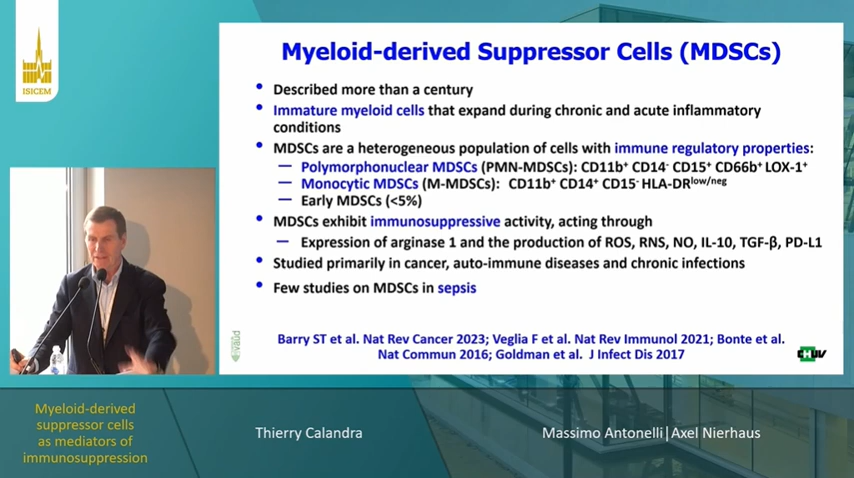 ISICEM
Myeloid-derived Suppressor Cells (MDSCs)
• Described more than a century
• Immature myeloid cells that expand during chronic and acute inflammatory
conditions
• MDSCs are a heterogeneous population of cells with immune regulatory properties:
— Polymorphonuclear MDSCs (PMN-MDSCs): CD11b⁺ CD14⁻ CD15⁺ CD66b⁺ LOX-1⁺
— Monocytic MDSCs (M-MDSCs): CD11b⁺ CD14⁺ CD15⁻ HLA-DRlow/neg
— Early MDSCs (<5%)
• MDSCs exhibit immunosuppressive activity, acting through
— Expression of arginase 1 and the production of ROS, RNS, NO, IL-10, TGF-β, PD-L1
• Studied primarily in cancer, auto-immune diseases and chronic infections
• Few studies on MDSCs in sepsis
Barry ST et al. Nat Rev Cancer 2023; Veglia F et al. Nat Rev Immunol 2021; Bonte et al.
Nat Commun 2016; Goldman et al. J Infect Dis 2017
vaud
CHUV
Myeloid-derived
suppressor cells
as mediators of
immunosuppression
Thierry Calandra
Massimo Antonelli|Axel Nierhaus